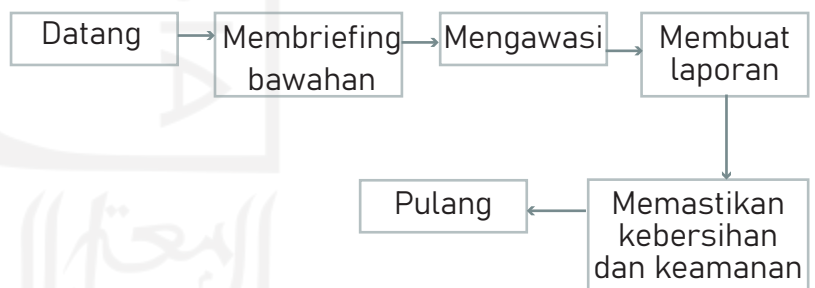 Datang
Membriefing
bawahan
Mengawasi
Membuat
laporan
Pulang
Memastikan
kebersihan
dan keamanan